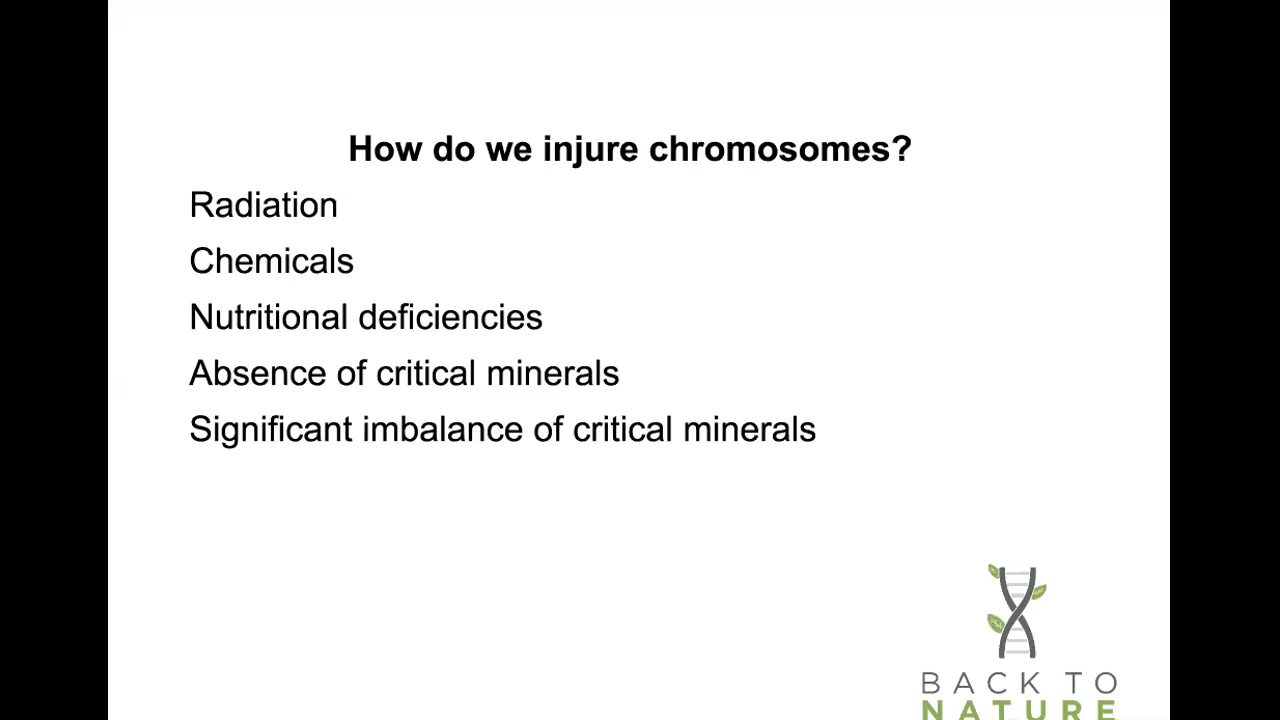 How do we injure chromosomes?
Radiation
Chemicals
Nutritional deficiencies
Absence of critical minerals
Significant imbalance of critical minerals
BACK TO
NATURE